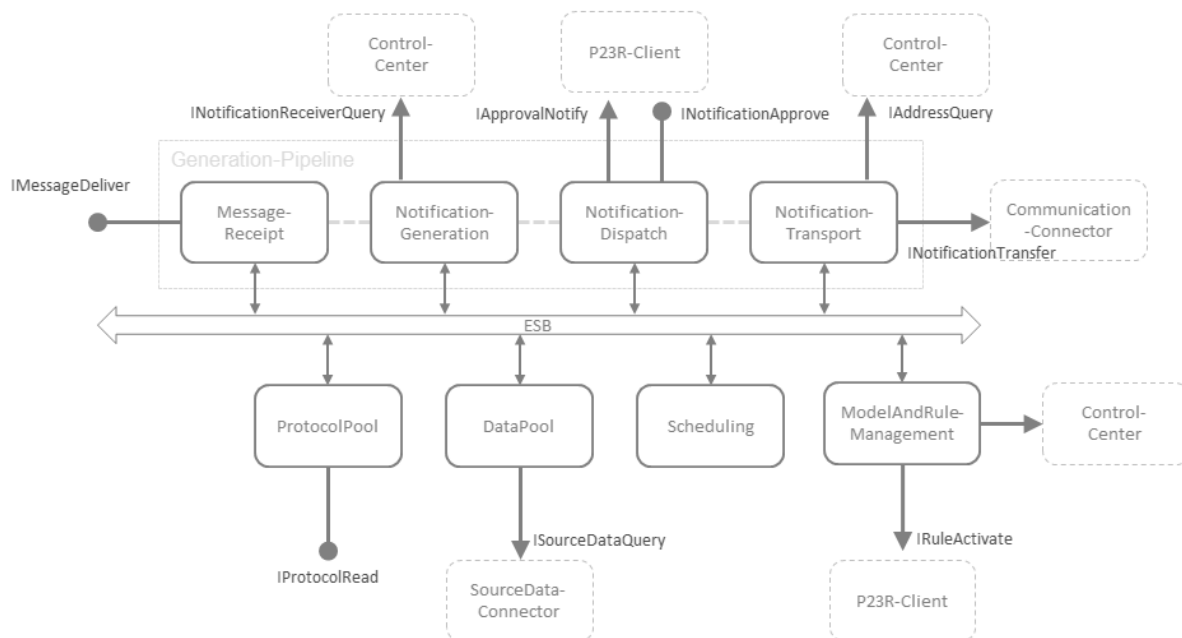 Control-
Center
P23R-Client
Control-
Center
INotificationReceiverQuery
IApprovalNotify
INotificationApprove
IAddressQuery
Generation-Pipeline
IMessageDeliver
Message-
Receipt
Notification-
Generation
Notification-
Dispatch
Notification-
Transport
Communication
-Connector
INotificationTransfer
ESB
ProtocolPool
DataPool
Scheduling
ModelAndRule-
Management
Control-
Center
ISourceDataQuery
IRuleActivate
IProtocolRead
SourceData-
Connector
P23R-Client